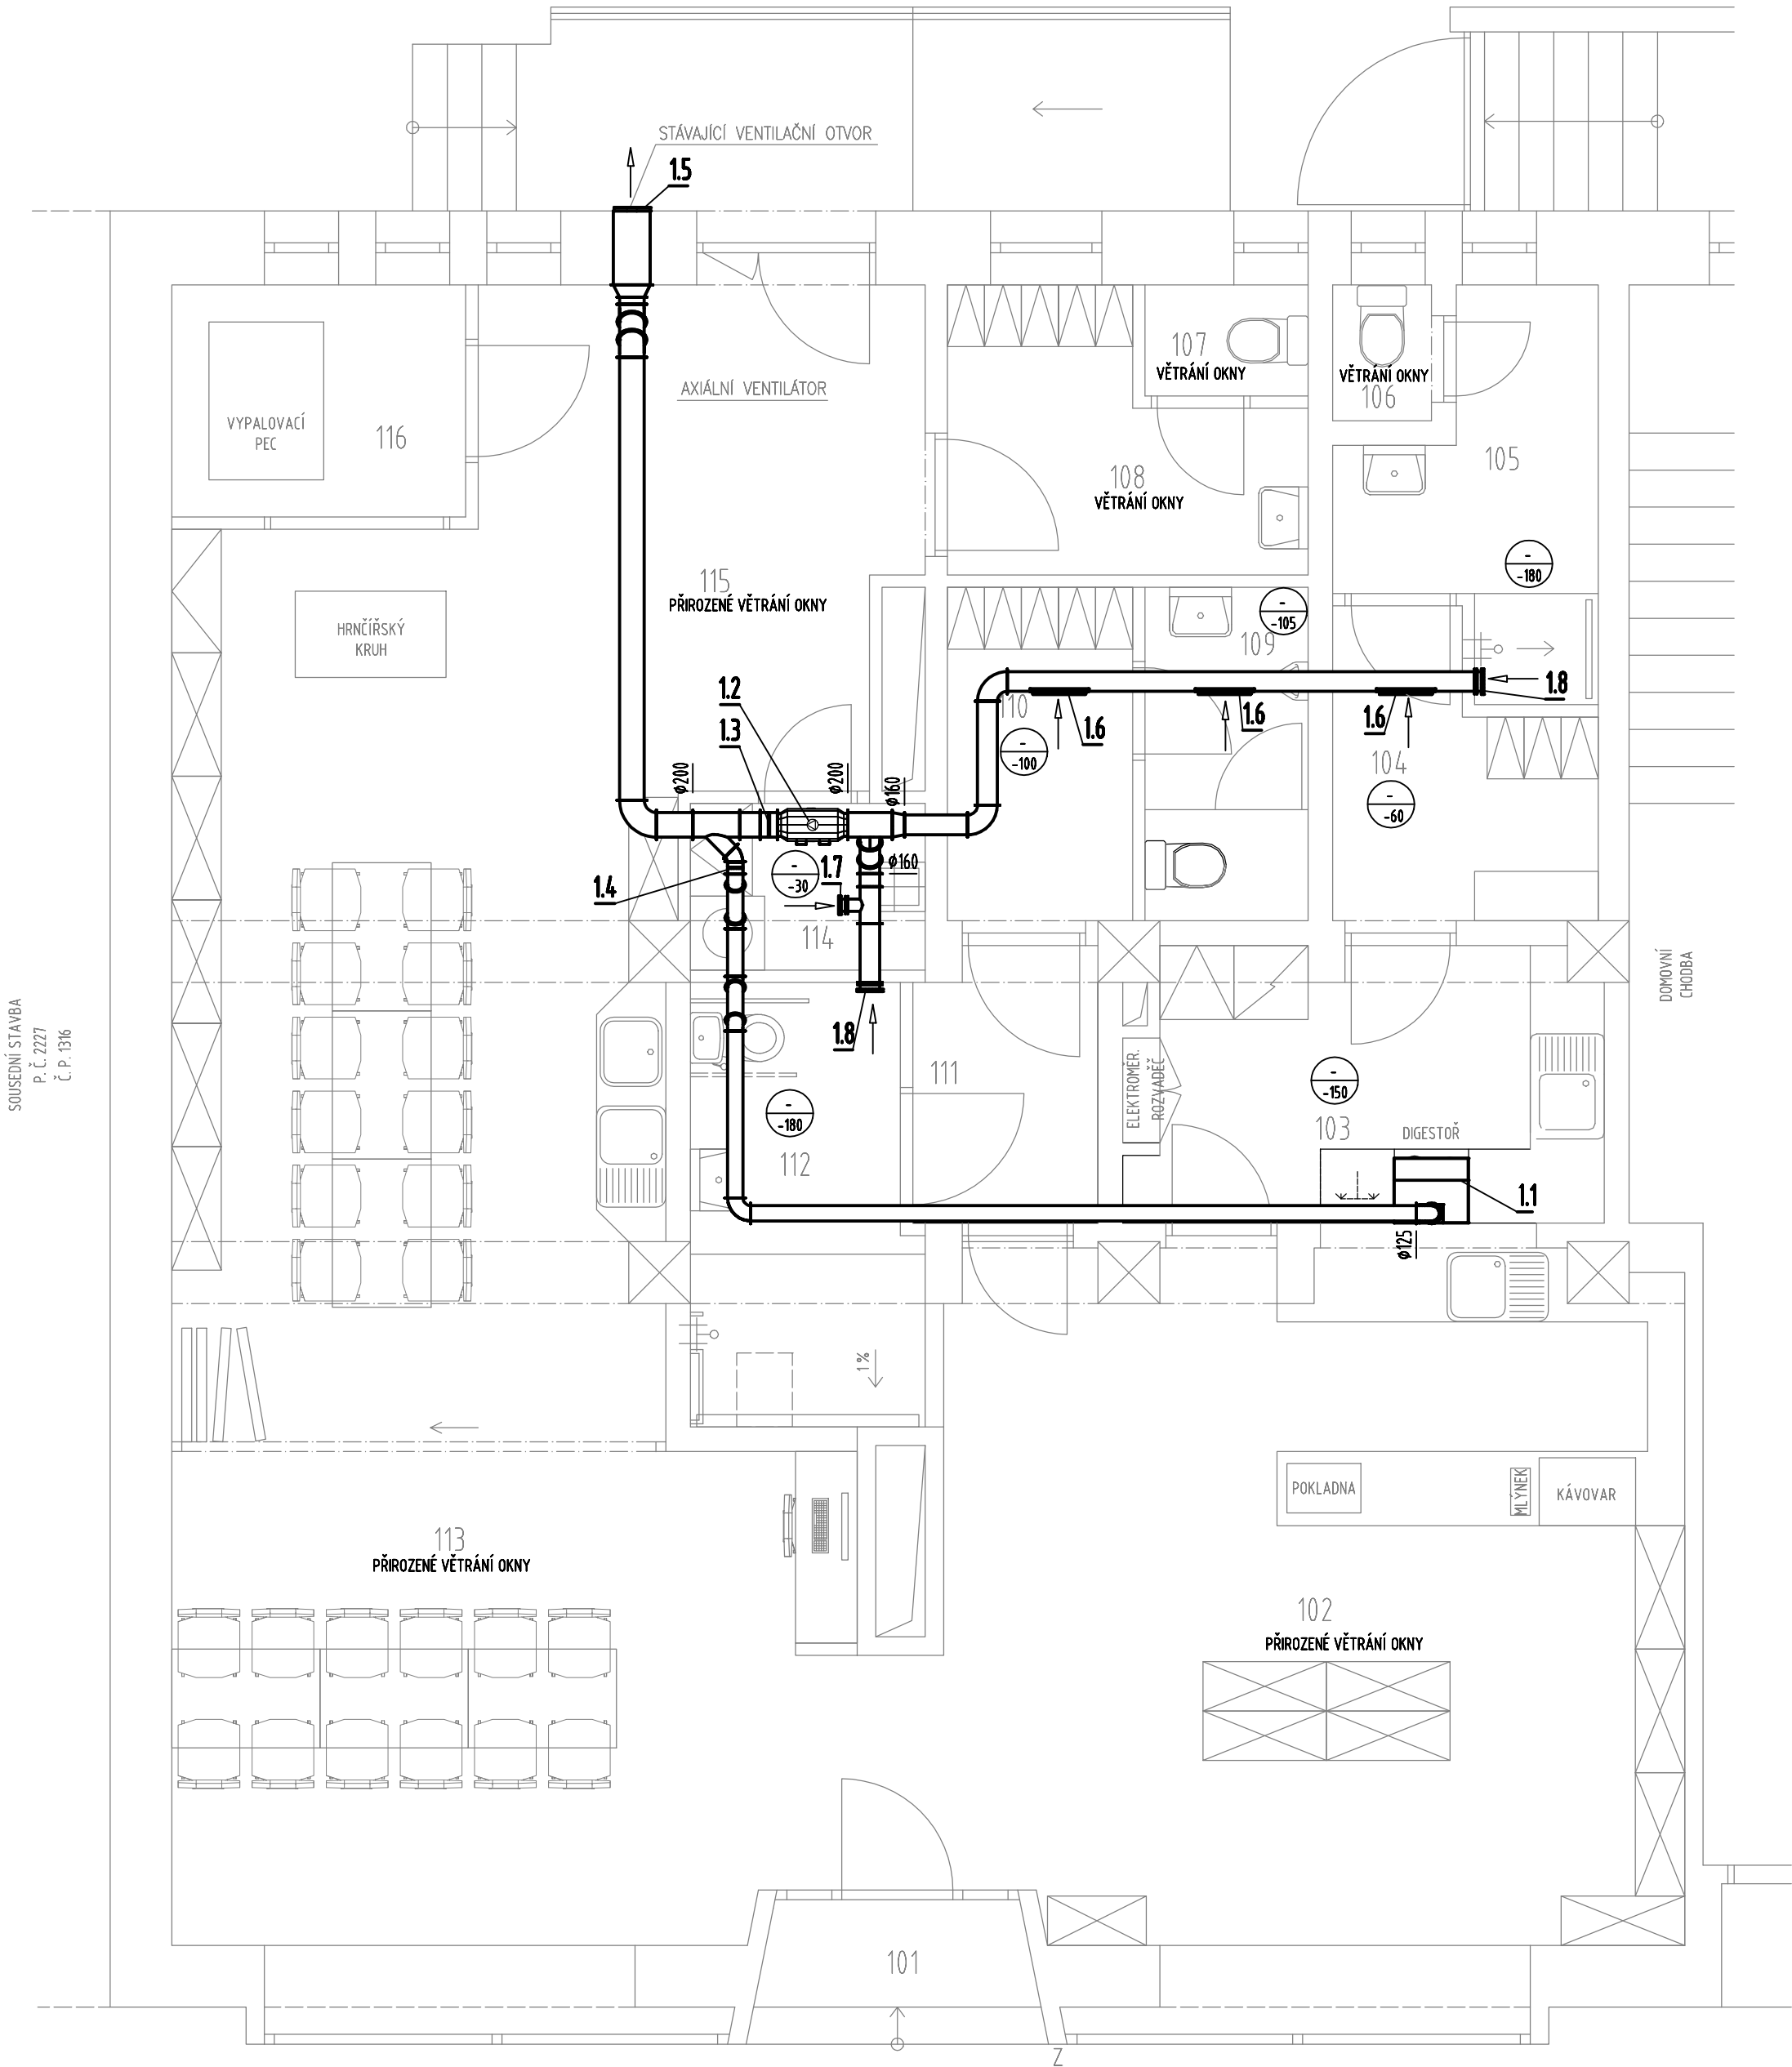 STÁVAJÍCÍ VENTILAČNÍ OTVOR
1.5
107
VĚTRÁNÍ OKNY
VĚTRÁNÍ OKNY
106
AXIÁLNÍ VENTILÁTOR
VYPALOVACÍ
PEC
116
105
108
VĚTRÁNÍ OKNY
-
-180
115
PŘIROZENÉ VĚTRÁNÍ OKNY
-
-105
HRNČÍŘSKÝ
KRUH
109
1.2
1.8
110
1.6
1.6
1.6
1.3
-
-100
104
ø200
ø200
ø160
-
-60
ø160
1.7
-
-30
1.4
114
DOMOVNÍ
CHODBA
1.8
SOUSEDNÍ STAVBA
P. Č. 2227
Č. P. 1316
111
ELEKTROMĚR.
ROZVADĚČ
-
-150
-
-180
103
DIGESTOŘ
112
1.1
ø125
1%
POKLADNA
MLÝNEK
KÁVOVAR
113
PŘIROZENÉ VĚTRÁNÍ OKNY
102
PŘIROZENÉ VĚTRÁNÍ OKNY
101
Z